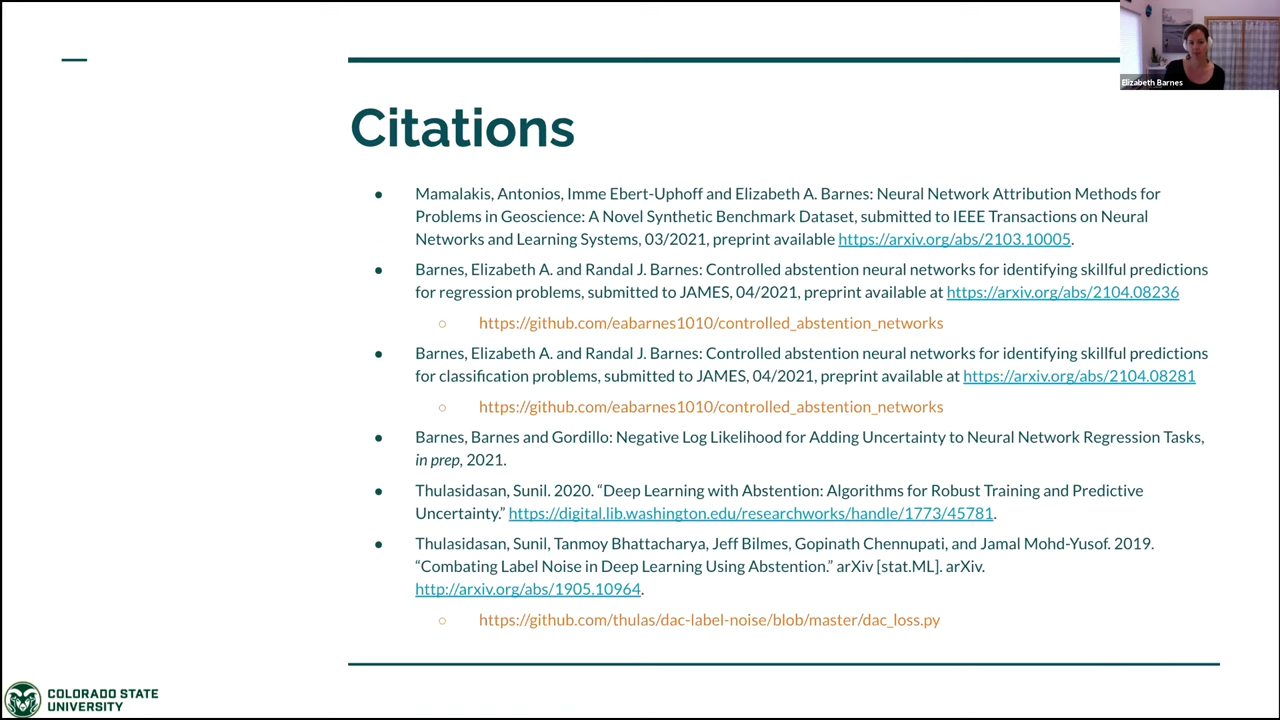 Elizabeth Barnes
Citations
● Mamalakis, Antonios, Imme Ebert-Uphoff and Elizabeth A. Barnes: Neural Network Attribution Methods for
Problems in Geoscience: A Novel Synthetic Benchmark Dataset, submitted to IEEE Transactions on Neural
Networks and Learning Systems, 03/2021, preprint available https://arxiv.org/abs/2103.10005.
● Barnes, Elizabeth A. and Randal J. Barnes: Controlled abstention neural networks for identifying skillful predictions
for regression problems, submitted to JAMES, 04/2021, preprint available at https://arxiv.org/abs/2104.08236
○ https://github.com/eabarnes1010/controlled_abstention_networks
● Barnes, Elizabeth A. and Randal J. Barnes: Controlled abstention neural networks for identifying skillful predictions
for classification problems, submitted to JAMES, 04/2021, preprint available at https://arxiv.org/abs/2104.08281
○ https://github.com/eabarnes1010/controlled_abstention_networks
● Barnes, Barnes and Gordillo: Negative Log Likelihood for Adding Uncertainty to Neural Network Regression Tasks,
in prep, 2021.
● Thulasidasan, Sunil. 2020. “Deep Learning with Abstention: Algorithms for Robust Training and Predictive
Uncertainty.” https://digital.lib.washington.edu/researchworks/handle/1773/45781.
● Thulasidasan, Sunil, Tanmoy Bhattacharya, Jeff Bilmes, Gopinath Chennupati, and Jamal Mohd-Yusof. 2019.
“Combating Label Noise in Deep Learning Using Abstention.” arXiv [stat.ML]. arXiv.
http://arxiv.org/abs/1905.10964.
○ https://github.com/thulas/dac-label-noise/blob/master/dac_loss.py
COLORADO STATE
UNIVERSITY